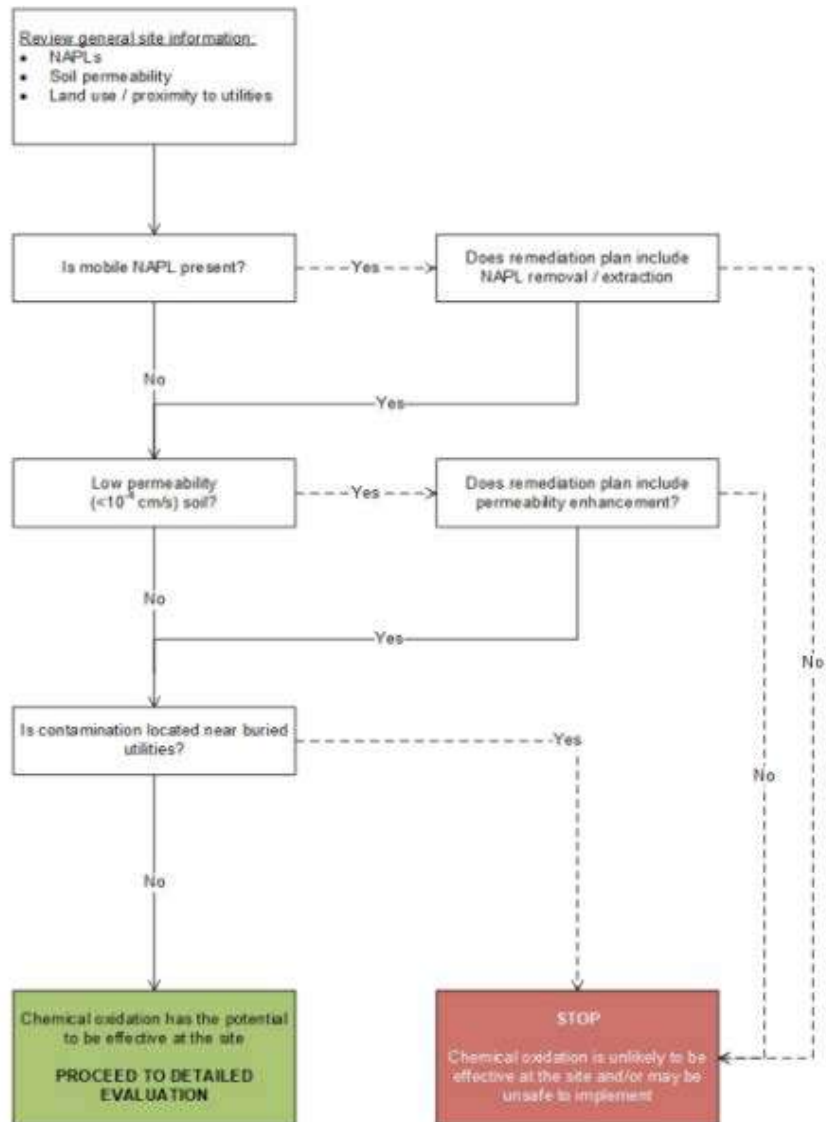 Review general site information:
• NAPLs
• Soil permeability
• Land use / proximity to utilities
Is mobile NAPL present?
Yes
Does remediation plan include
NAPL removal / extraction
No
Yes
Low permeability
(<10⁻⁴ cm/s) soil?
Yes
Does remediation plan include
permeability enhancement?
No
Yes
No
Is contamination located near buried
utilities?
Yes
No
No
Chemical oxidation has the potential
to be effective at the site
PROCEED TO DETAILED
EVALUATION
STOP
Chemical oxidation is unlikely to be
effective at the site and/or may be
unsafe to implement